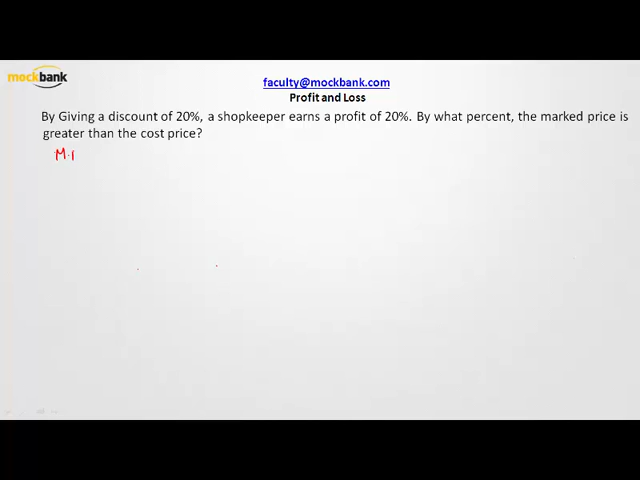 mockbank
faculty@mockbank.com
Profit and Loss
By Giving a discount of 20%, a shopkeeper earns a profit of 20%. By what percent, the marked price is
greater than the cost price?
M.